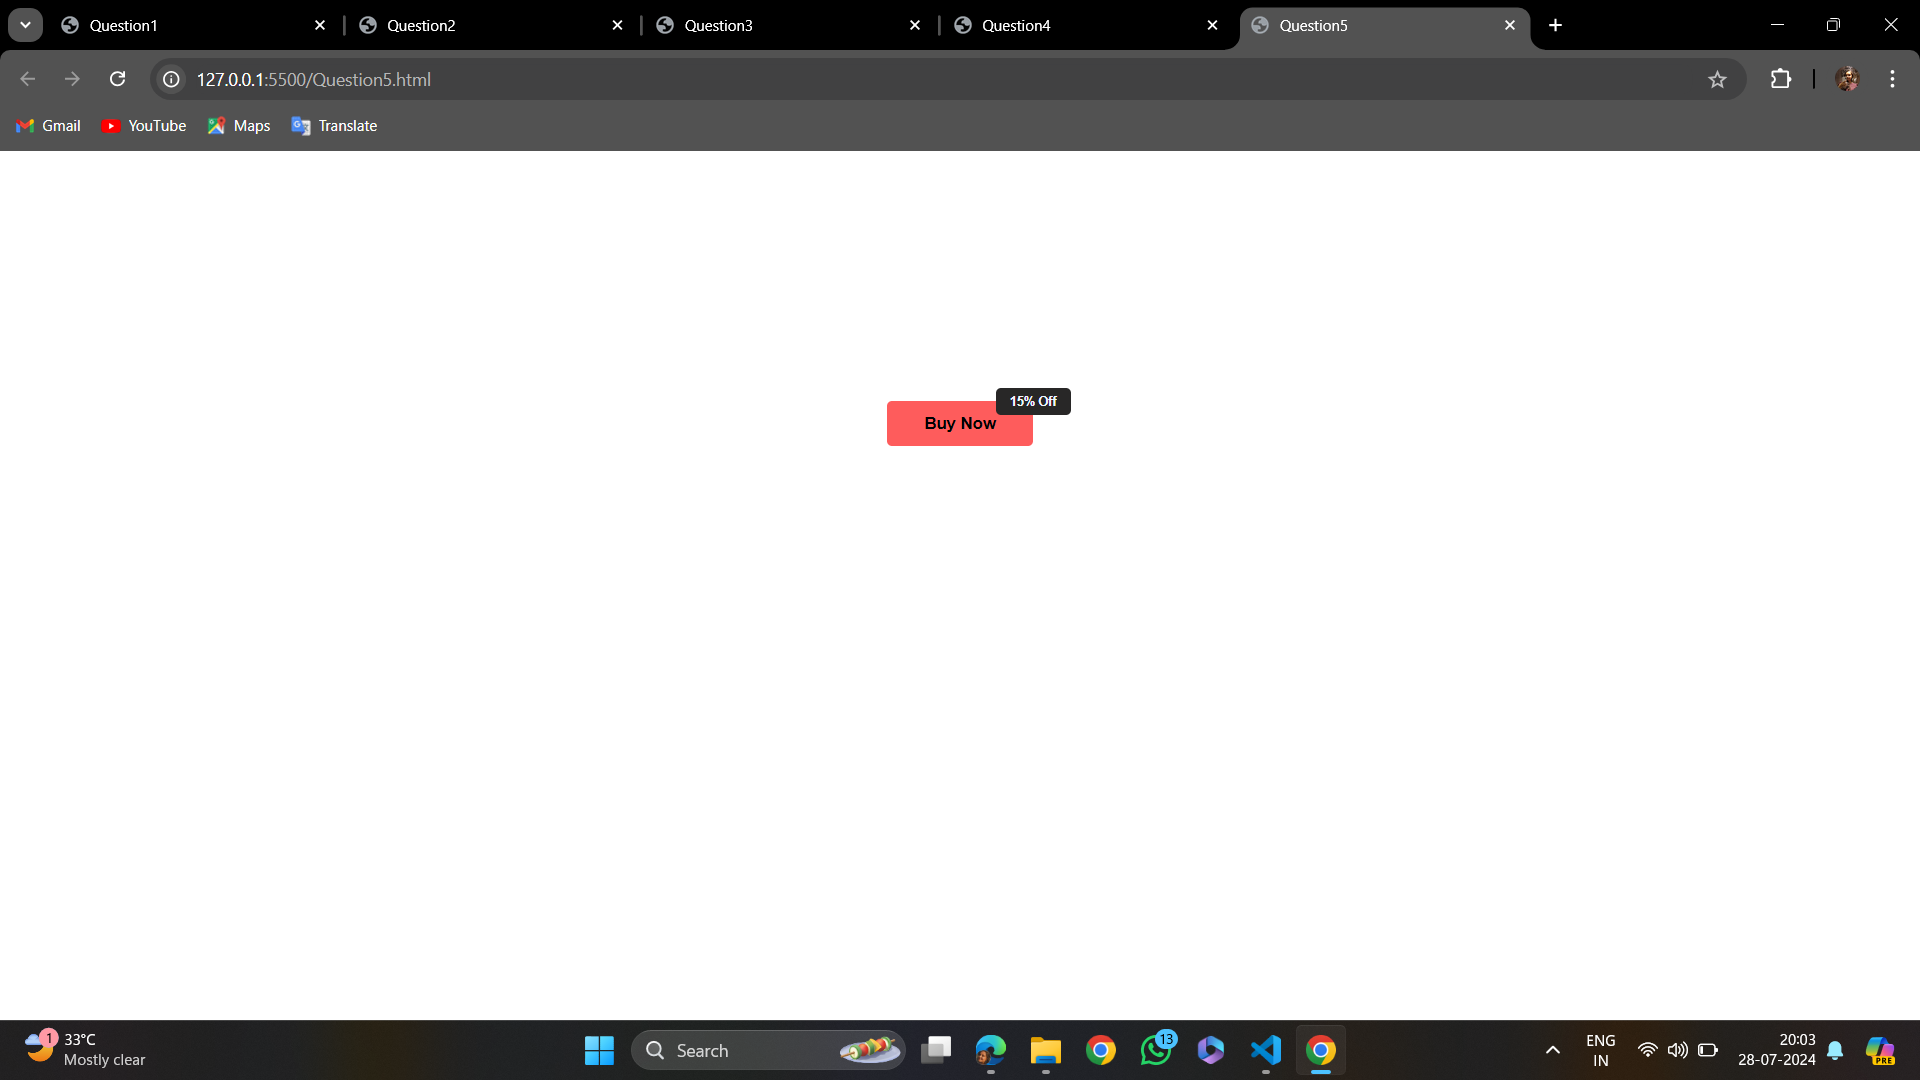 Question1
Question2
Question3
Question4
Question5
127.0.0.1:5500/Question5.html
Gmail
YouTube
Maps
Translate
15% Off
Buy Now
1
33°C
Mostly clear
Search
13
ENG
IN
20:03
28-07-2024
PRE